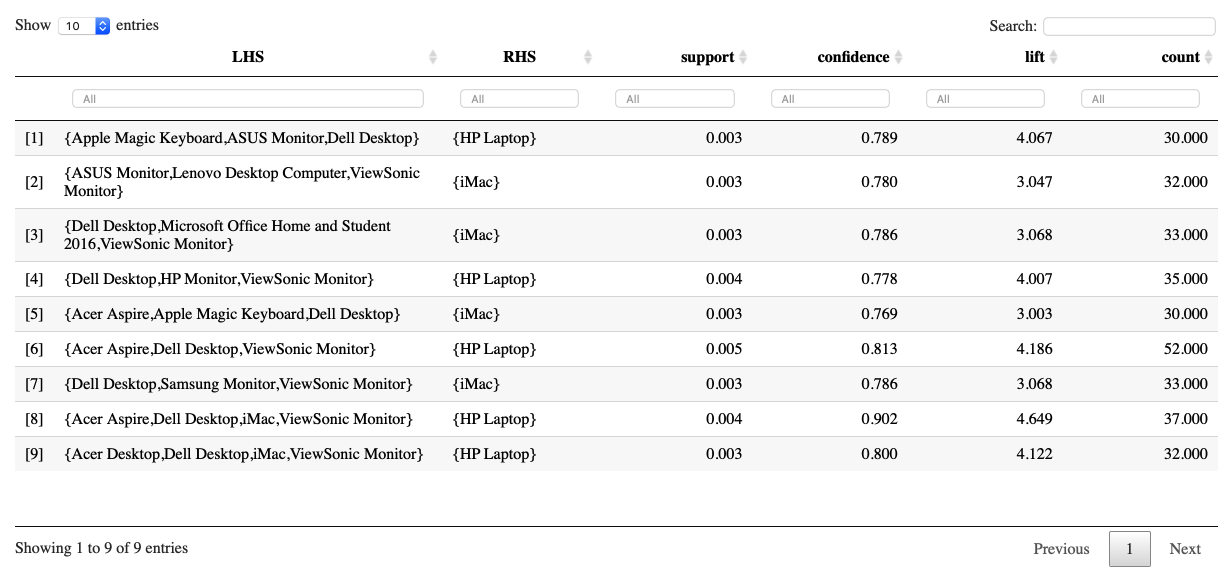 Show 10 entries Search:
LHS RHS support confidence lift count
All All All All All All
[1] {Apple Magic Keyboard,ASUS Monitor,Dell Desktop} {HP Laptop} 0.003 0.789 4.067 30.000
[2] {ASUS Monitor,Lenovo Desktop Computer,ViewSonic
Monitor} {iMac} 0.003 0.780 3.047 32.000
[3] {Dell Desktop,Microsoft Office Home and Student
2016,ViewSonic Monitor} {iMac} 0.003 0.786 3.068 33.000
[4] {Dell Desktop,HP Monitor,ViewSonic Monitor} {HP Laptop} 0.004 0.778 4.007 35.000
[5] {Acer Aspire,Apple Magic Keyboard,Dell Desktop} {iMac} 0.003 0.769 3.003 30.000
[6] {Acer Aspire,Dell Desktop,ViewSonic Monitor} {HP Laptop} 0.005 0.813 4.186 52.000
[7] {Dell Desktop,Samsung Monitor,ViewSonic Monitor} {iMac} 0.003 0.786 3.068 33.000
[8] {Acer Aspire,Dell Desktop,iMac,ViewSonic Monitor} {HP Laptop} 0.004 0.902 4.649 37.000
[9] {Acer Desktop,Dell Desktop,iMac,ViewSonic Monitor} {HP Laptop} 0.003 0.800 4.122 32.000
Showing 1 to 9 of 9 entries Previous 1 Next